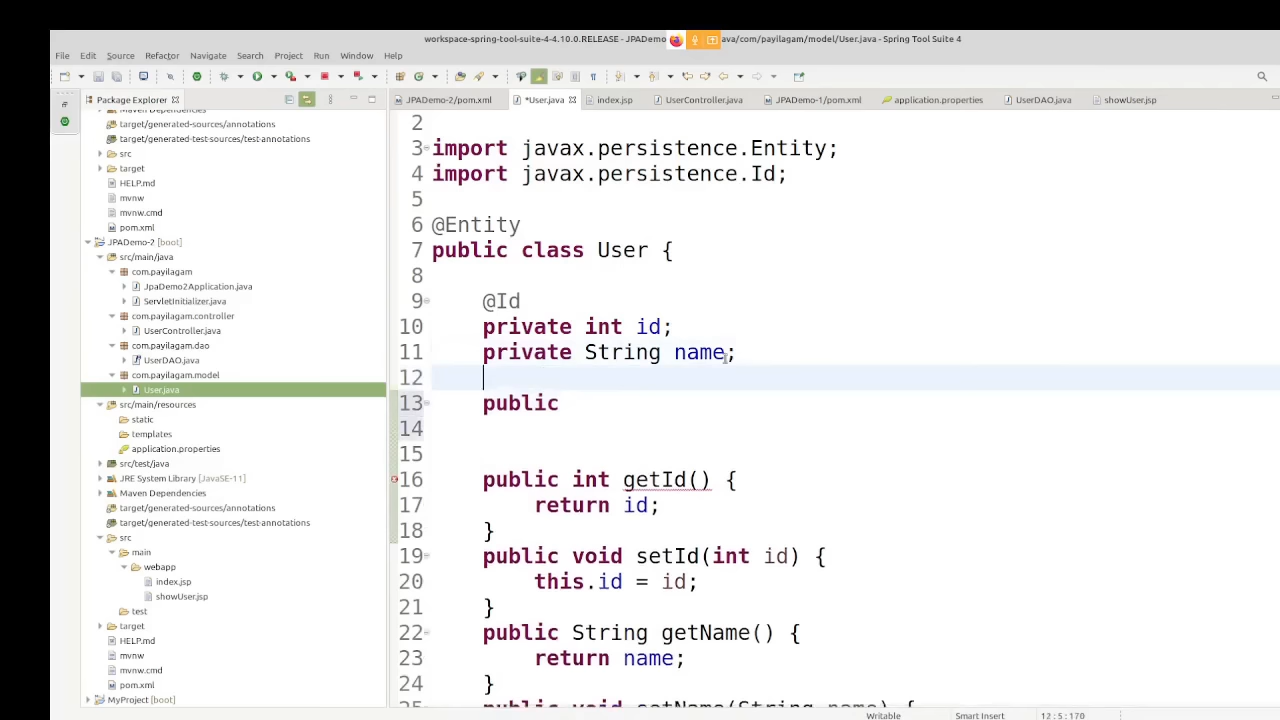 workspace-spring-tool-suite-4-4.10.0.RELEASE - JPADemo ava/com/payilagam/model/User.java - Spring Tool Suite 4
File Edit Source Refactor Navigate Search Project Run Window Help
Package Explorer
JPADemo-2/pom.xml *User.java index.jsp UserController.java JPADemo-1/pom.xml application.properties UserDAO.java showUser.jsp
target/generated-sources/annotations
target/generated-test-sources/test-annotations
src
target
HELP.md
mvnw
mvnw.cmd
pom.xml
JPADemo-2 [boot]
src/main/java
com.payilagam
JpaDemo2Application.java
ServletInitializer.java
com.payilagam.controller
UserController.java
com.payilagam.dao
UserDAO.java
com.payilagam.model
User.java
src/main/resources
static
templates
application.properties
src/test/java
JRE System Library [JavaSE-11]
Maven Dependencies
target/generated-sources/annotations
target/generated-test-sources/test-annotations
src
main
webapp
index.jsp
showUser.jsp
test
target
HELP.md
mvnw
mvnw.cmd
pom.xml
MyProject [boot]
2
3 import javax.persistence.Entity;
4 import javax.persistence.Id;
5
6 @Entity
7 public class User {
8
9 @Id
10 private int id;
11 private String name;
12
13 public
14
15
16 public int getId() {
17 return id;
18 }
19 public void setId(int id) {
20 this.id = id;
21 }
22 public String getName() {
23 return name;
24 }
25 public void setName(String name) {
Writable Smart Insert 12:5:170